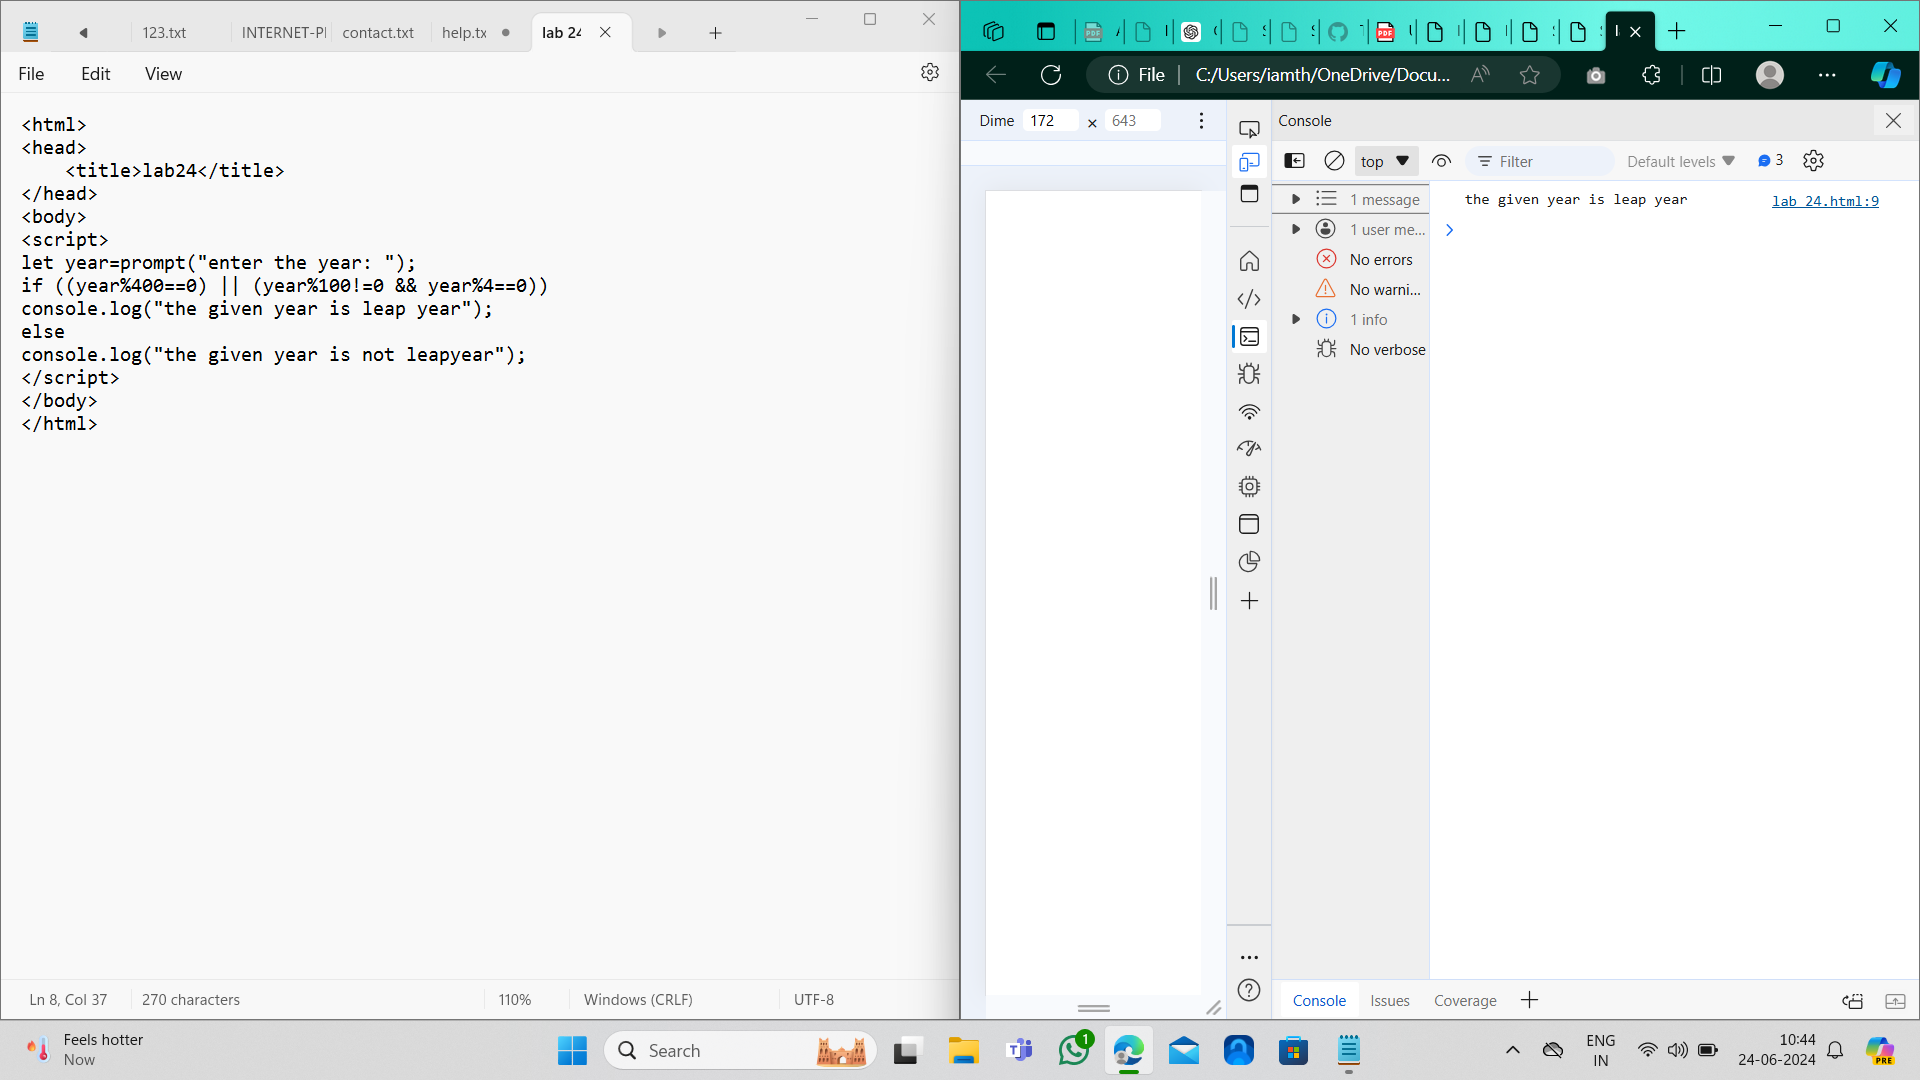 123.txt
INTERNET-PI
contact.txt
help.tx
lab 24
File
Edit
View
<html>
<head>
<title>lab24</title>
</head>
<body>
<script>
let year=prompt("enter the year: ");
if ((year%400==0) || (year%100!=0 && year%4==0))
console.log("the given year is leap year");
else
console.log("the given year is not leapyear");
</script>
</body>
</html>
Ln 8, Col 37
270 characters
110%
Windows (CRLF)
UTF-8
File
C:/Users/iamth/OneDrive/Docu...
Dime 172 × 643
Console
top
Filter
Default levels
3
1 message
1 user me...
No errors
No warni...
1 info
No verbose
the given year is leap year lab 24.html:9
Console
Issues
Coverage
Feels hotter
Now
Search
1
ENG
IN
10:44
24-06-2024
PRE